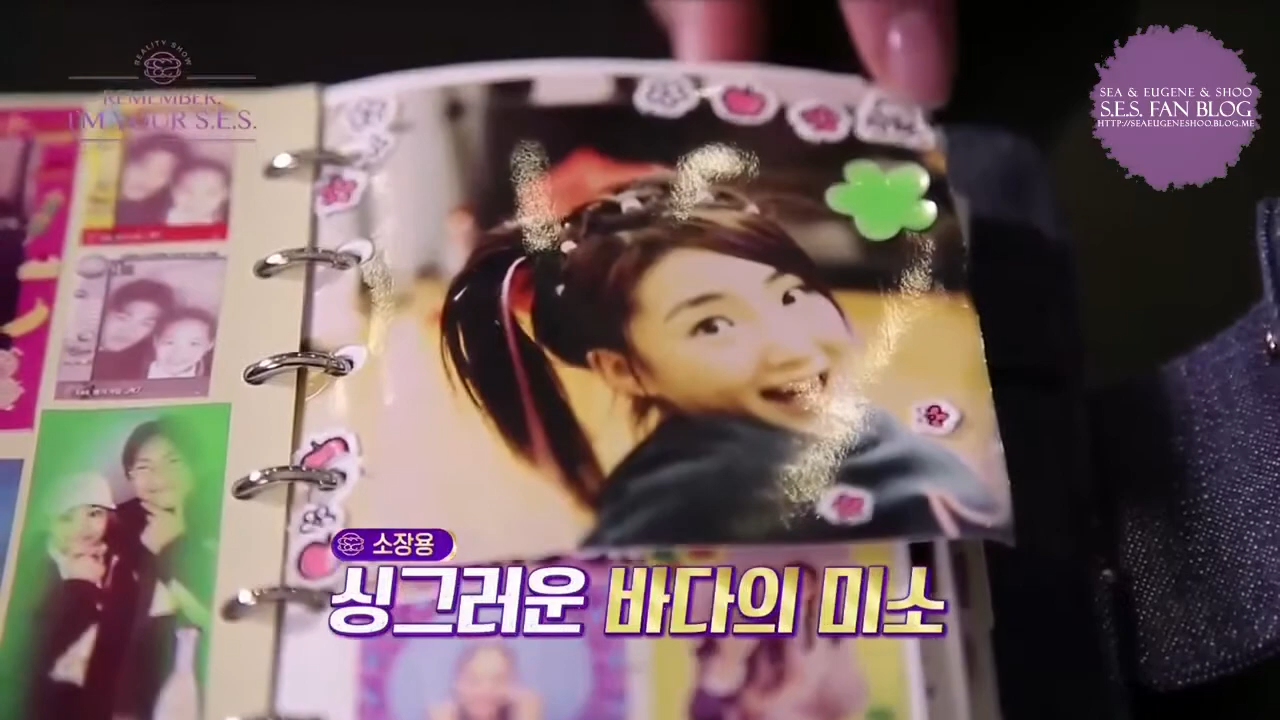 REALITY SHOW
REMEMBER,
I'M YOUR S.E.S.
SEA & EUGENE & SHOO
S.E.S. FAN BLOG
HTTP://SEAEUGENESHOO.BLOG.ME
소장용
싱그러운 바다의 미소